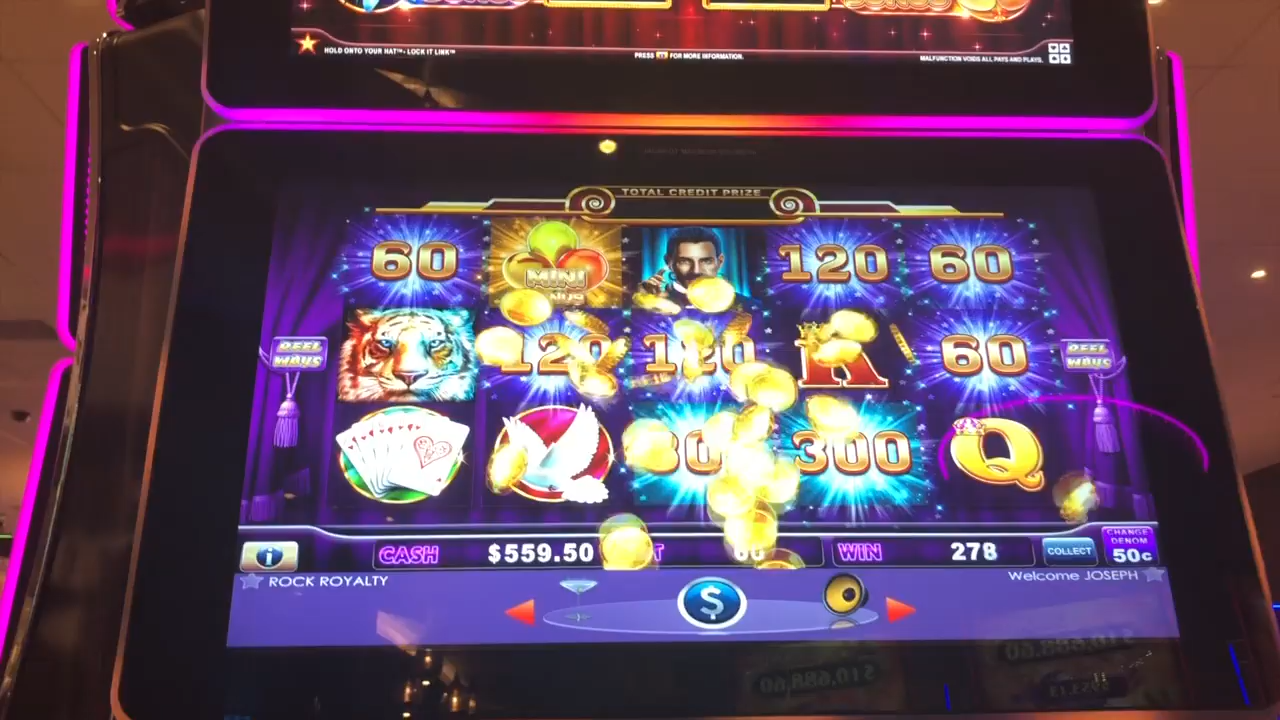 HOLD ONTO YOUR HAT™ - LOCK IT LINK™
PRESS FOR MORE INFORMATION.
MALFUNCTION VOIDS ALL PAYS AND PLAYS.
TOTAL CREDIT PRIZE
60 MINI 120 60
REEL WAYS
120 120 K 60
REEL WAYS
300 Q
CASH $559.50
WIN 278
COLLECT
CHANGE DENOM 50¢
ROCK ROYALTY
Welcome JOSEPH